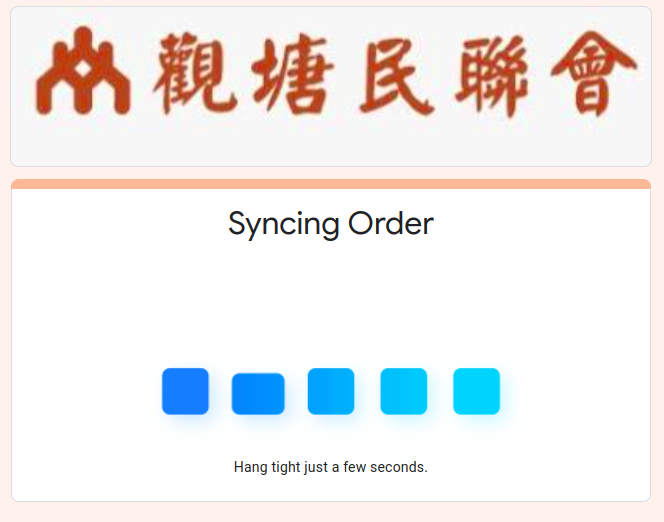 觀塘民聯會
Syncing Order
Hang tight just a few seconds.